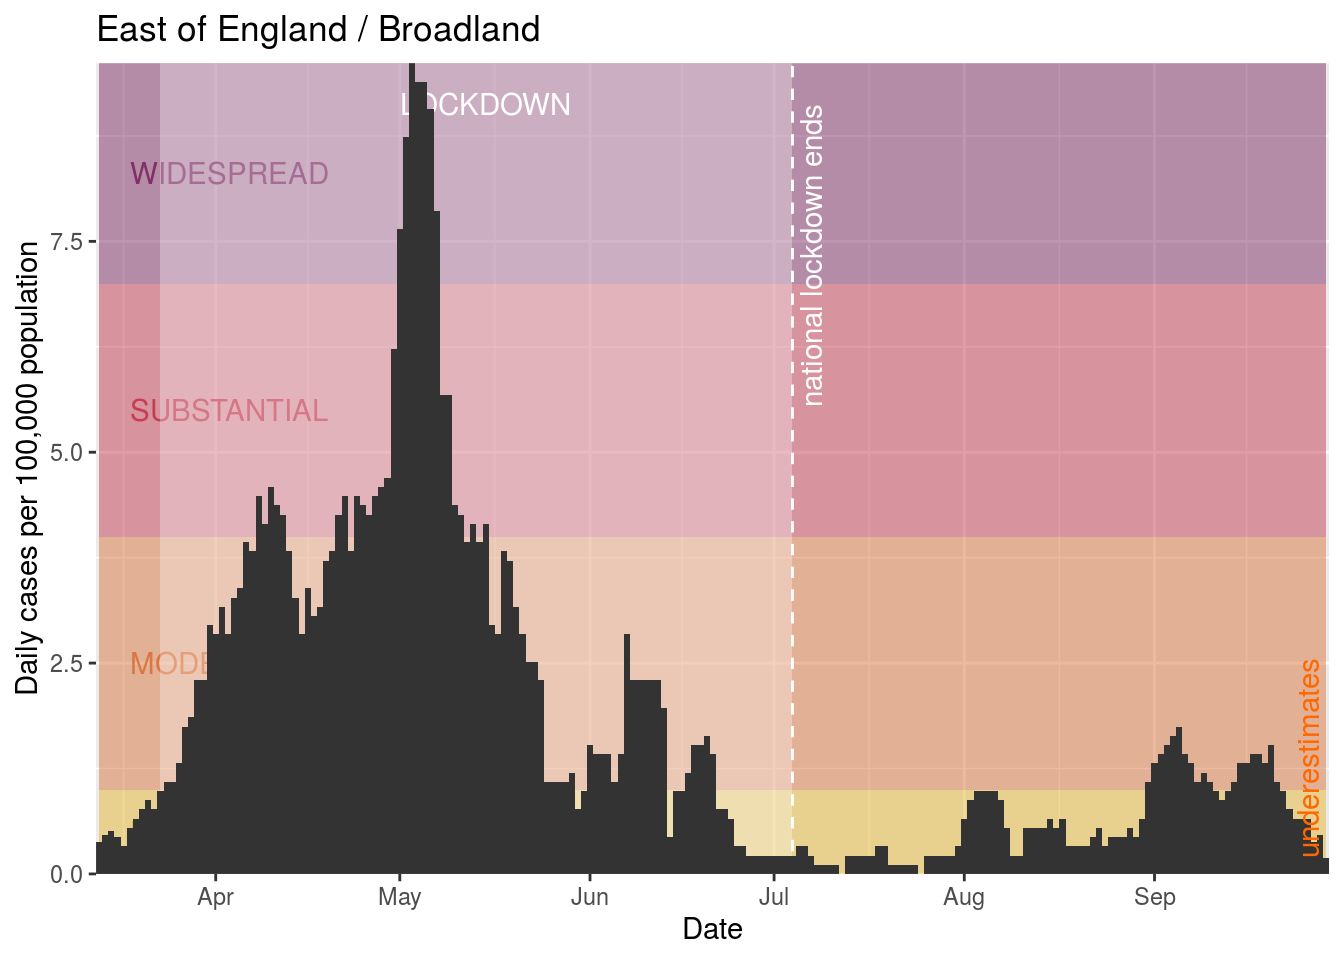 East of England / Broadland
LOCKDOWN
WIDESPREAD
national lockdown ends
SUBSTANTIAL
MODE
underestimates
Daily cases per 100,000 population
7.5
5.0
2.5
0.0
Apr May Jun Jul Aug Sep
Date